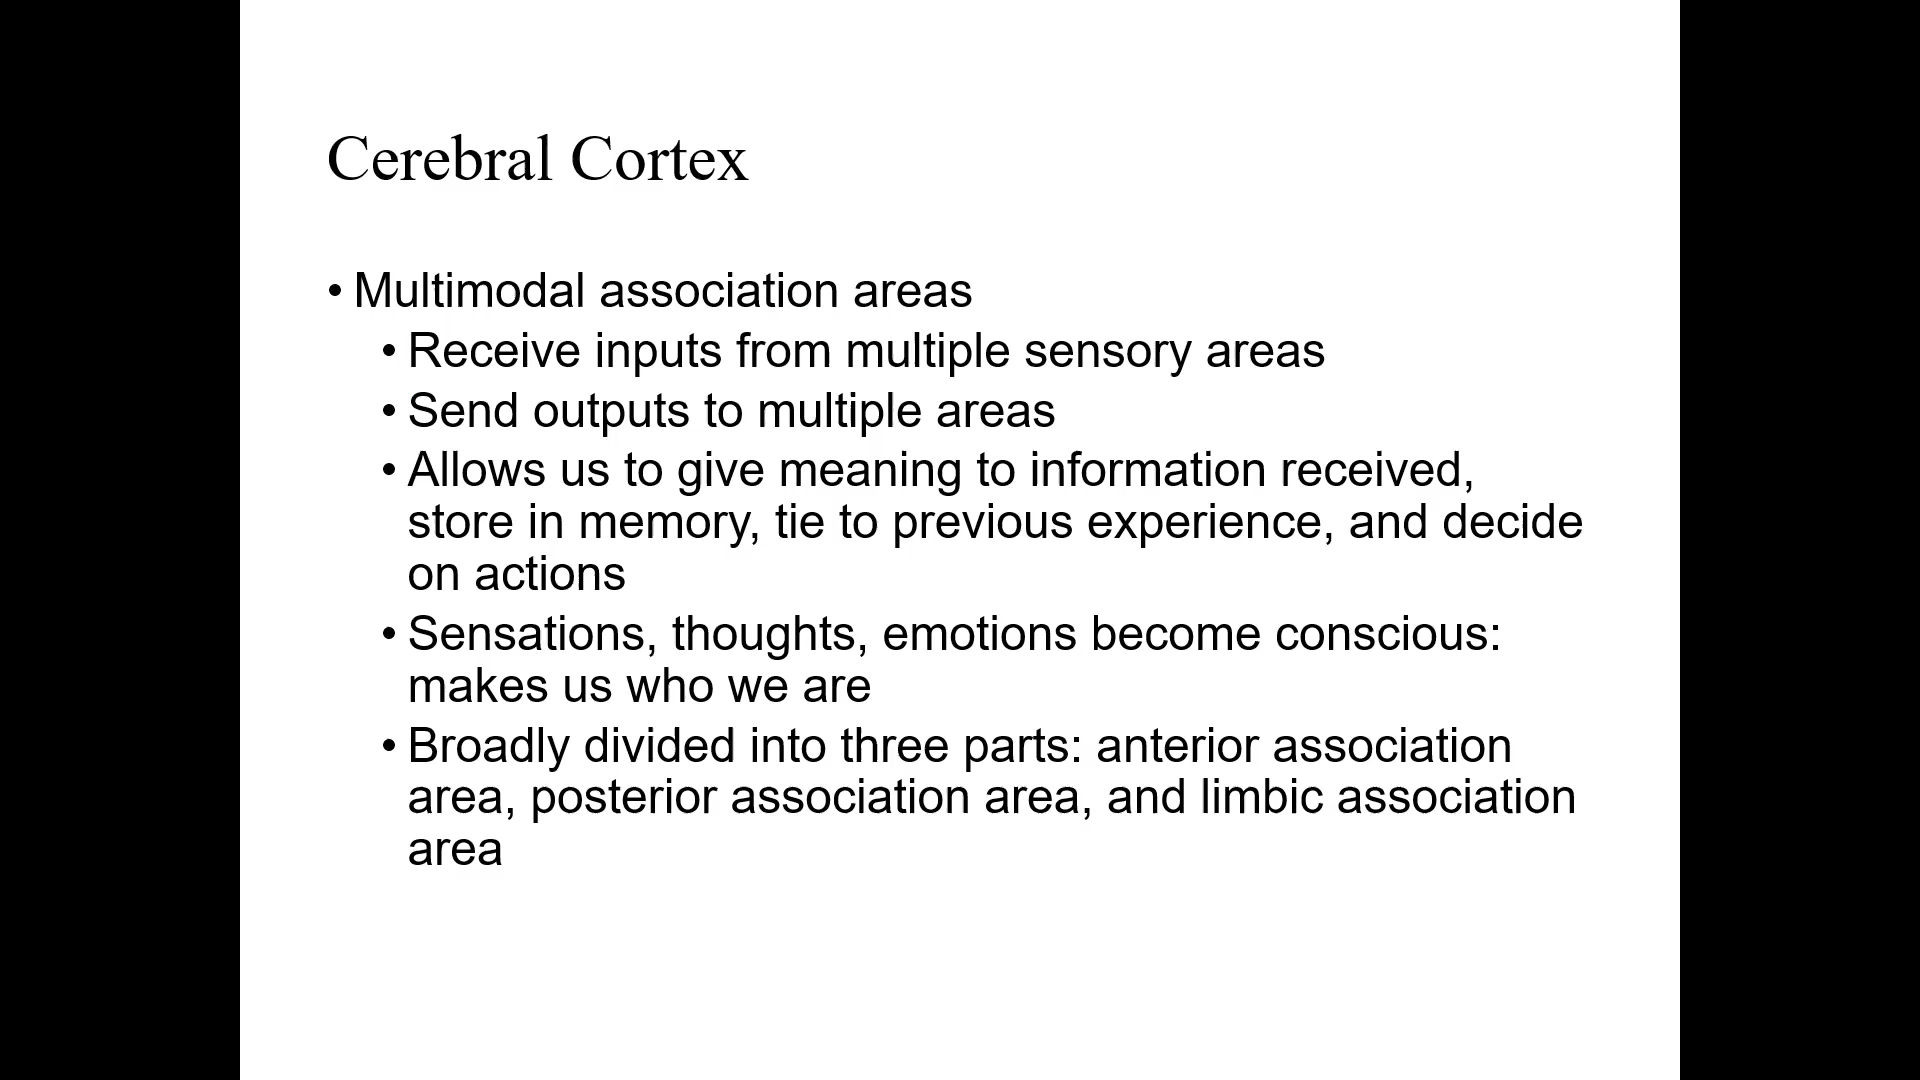 Cerebral Cortex
• Multimodal association areas
• Receive inputs from multiple sensory areas
• Send outputs to multiple areas
• Allows us to give meaning to information received,
store in memory, tie to previous experience, and decide
on actions
• Sensations, thoughts, emotions become conscious:
makes us who we are
• Broadly divided into three parts: anterior association
area, posterior association area, and limbic association
area